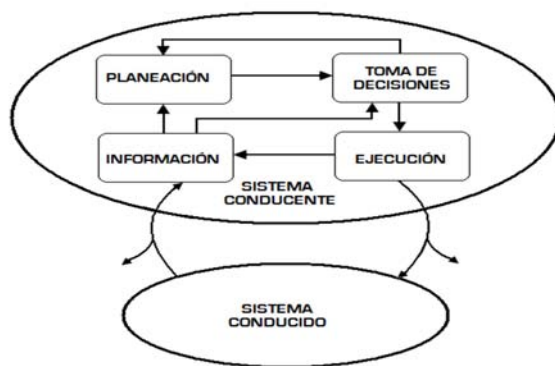 PLANEACIÓN
TOMA DE
DECISIONES
INFORMACIÓN
EJECUCIÓN
SISTEMA
CONDUCENTE
SISTEMA
CONDUCIDO